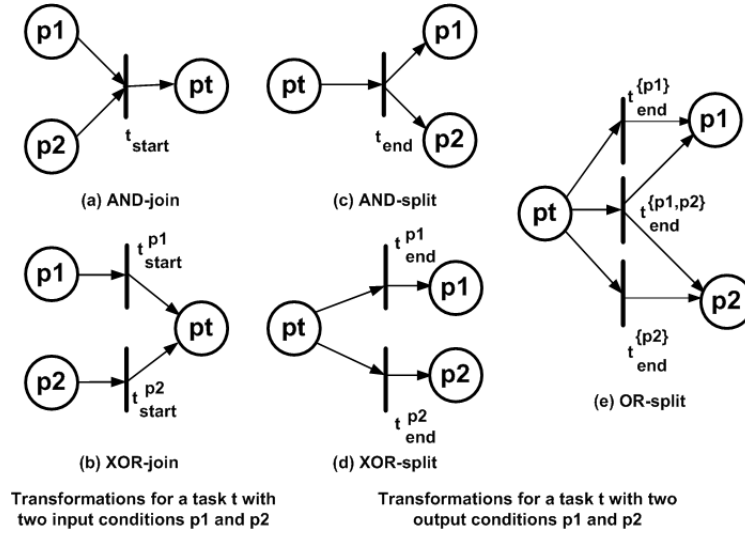 p1
p2
t start
pt
(a) AND-join
pt
p1
p2
t end
(c) AND-split
p1
p2
t p1 start
t p2 start
pt
(b) XOR-join
pt
t p1 end
p1
p2
t p2 end
(d) XOR-split
pt
t {p1} end
p1
t {p1,p2} end
p2
t {p2} end
(e) OR-split
Transformations for a task t with
two input conditions p1 and p2
Transformations for a task t with two
output conditions p1 and p2